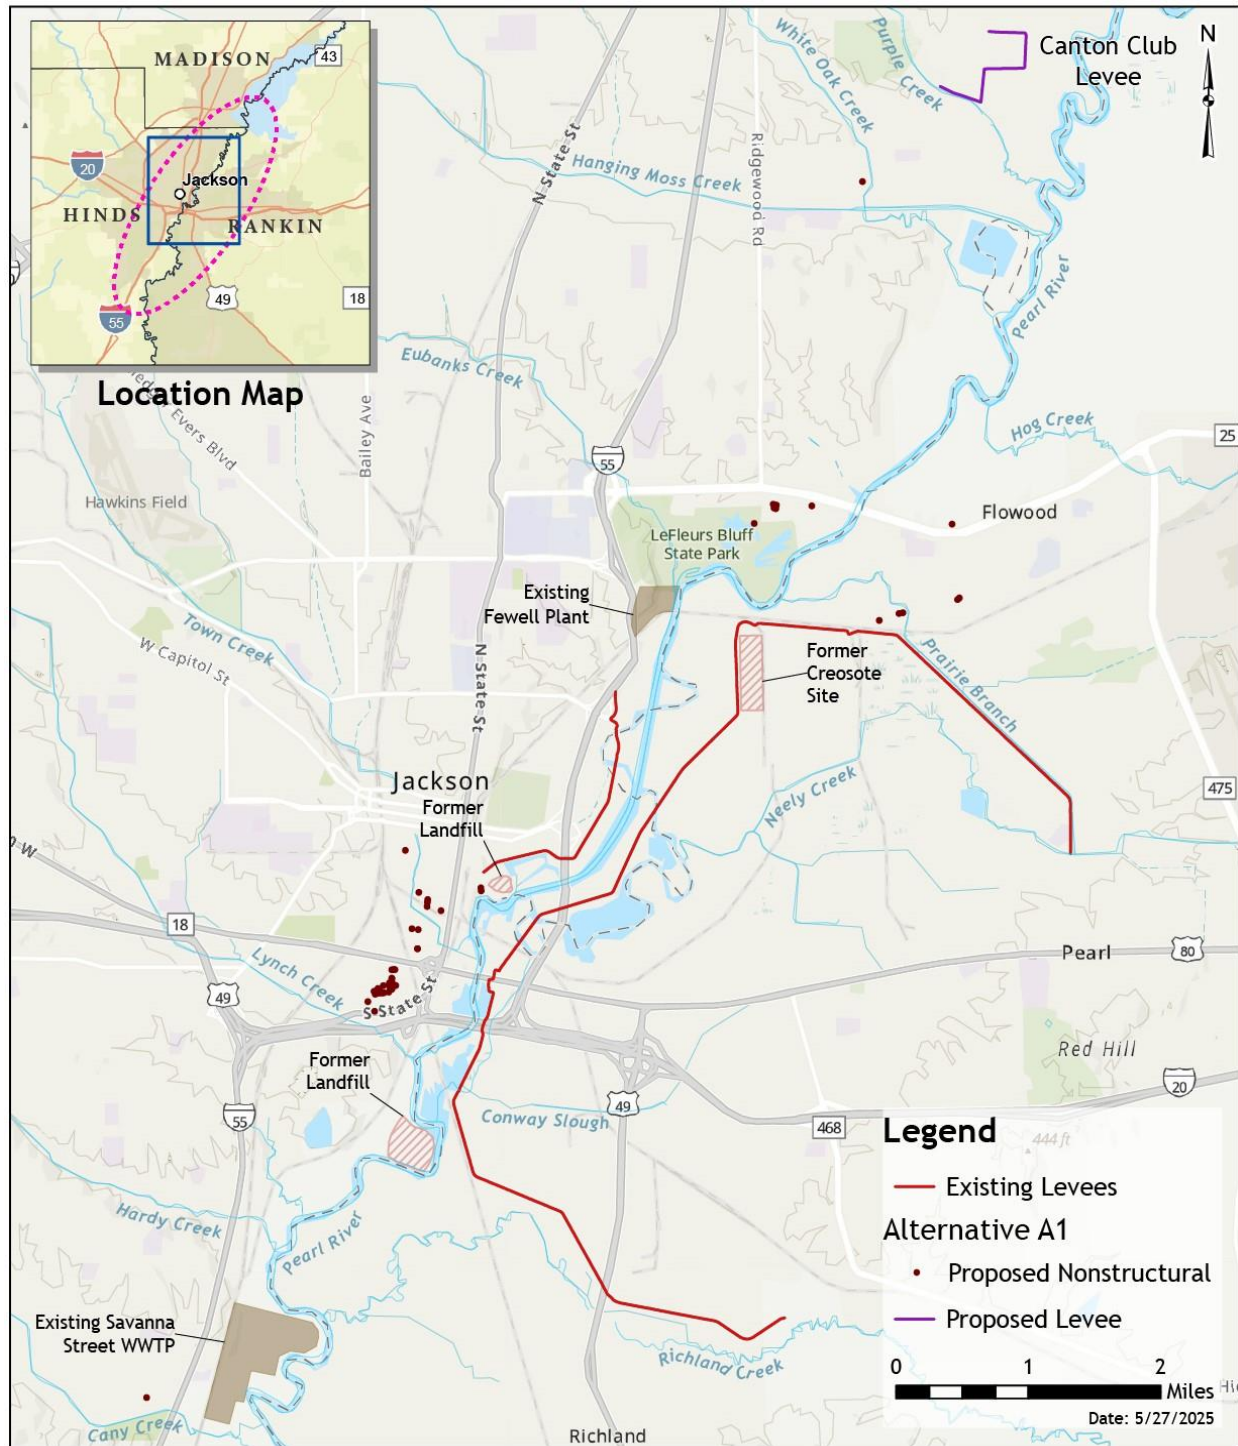 MADISON
43
20
Jackson
HINDS
RANKIN
49
18
55
Location Map
White Oak Creek
Purple Creek
Canton Club
Levee
N
Hanging Moss Creek
N State St
Ridgewood Rd
Pearl River
Eubanks Creek
Evers Blvd
Bailey Ave
Hog Creek
25
55
Hawkins Field
LeFleurs Bluff
State Park
Flowood
Existing
Fewell Plant
Town Creek
W Capitol St
N State St
Former
Creosote
Site
Prairie Branch
Jackson
Former
Landfill
Neely Creek
475
W
18
Lynch Creek
Pearl
80
49
S State St
Red Hill
Former
Landfill
20
55
Conway Slough
49
468
444 ft
Legend
Existing Levees
Alternative A1
Proposed Nonstructural
Proposed Levee
0 1 2
Miles
Date: 5/27/2025
Hardy Creek
Pearl River
Existing Savanna
Street WWTP
Richland Creek
Cany Creek
Richland